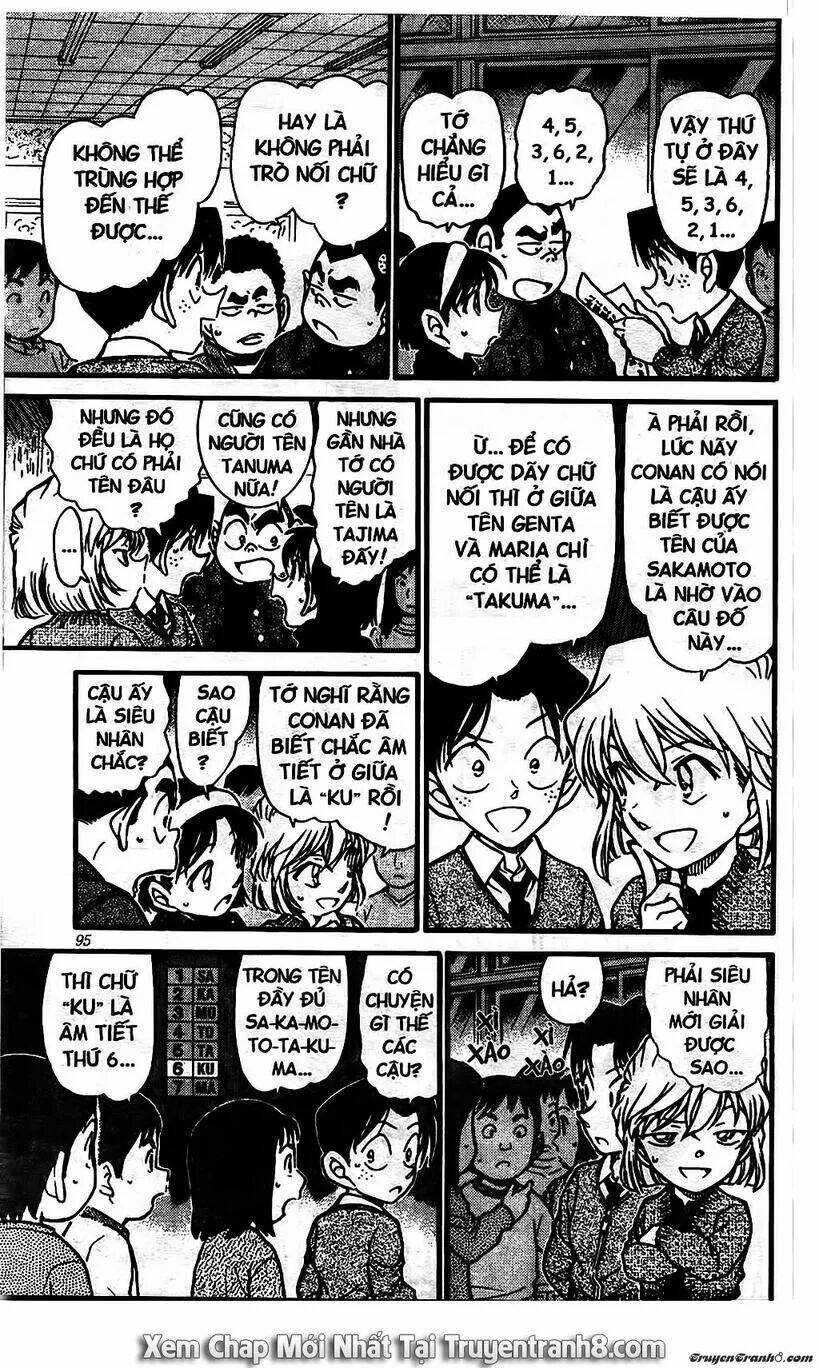 VẬY THỨ
TỰ Ở ĐÂY
SẼ LÀ 4,
5, 3, 6,
2, 1...
4, 5,
3, 6, 2,
1...
TỚ
CHẲNG
HIỂU GÌ
CẢ...
HAY LÀ
KHÔNG PHẢI
TRÒ NỐI CHỮ
?
KHÔNG THỂ
TRÙNG HỢP
ĐẾN THẾ
ĐƯỢC...
À PHẢI RỒI,
LÚC NÃY
CONAN CÓ NÓI
LÀ CẬU ẤY
BIẾT ĐƯỢC
TÊN CỦA
SAKAMOTO
LÀ NHỜ VÀO
CÂU ĐỐ
NÀY...
Ừ... ĐỂ CÓ
ĐƯỢC DÃY CHỮ
NỐI THÌ Ở GIỮA
TÊN GENTA
VÀ MARIA CHỈ
CÓ THỂ LÀ
"TAKUMA"...
NHƯNG
GẦN NHÀ
TỚ CÓ
NGƯỜI
TÊN LÀ
TAJIMA
ĐẤY!
CŨNG CÓ
NGƯỜI TÊN
TANUMA
NỮA!
NHƯNG ĐÓ
ĐỀU LÀ HỌ
CHỨ CÓ PHẢI
TÊN ĐÂU
?
...
TỚ NGHĨ RẰNG
CONAN ĐÃ
BIẾT CHẮC ÂM
TIẾT Ở GIỮA
LÀ "KU" RỒI
!
SAO
CẬU
BIẾT
?
CẬU ẤY
LÀ SIÊU
NHÂN
CHẮC?
95
PHẢI SIÊU
NHÂN
MỚI GIẢI
ĐƯỢC
SAO...
HẢ?
XÌ
XÀO
XÌ
XÀO
CÓ
CHUYỆN
GÌ THẾ
CÁC
CẬU?
TRONG TÊN
ĐẦY ĐỦ
SA-KA-MO-
TO-TA-KU-
MA...
1 SA
2 KA
3 MO
4 TO
5 TA
6 KU
7 MA
THÌ CHỮ
"KU" LÀ
ÂM TIẾT
THỨ 6...
Xem Chap Mới Nhất Tại Truyentranh8.com
TruyenTranh8.com